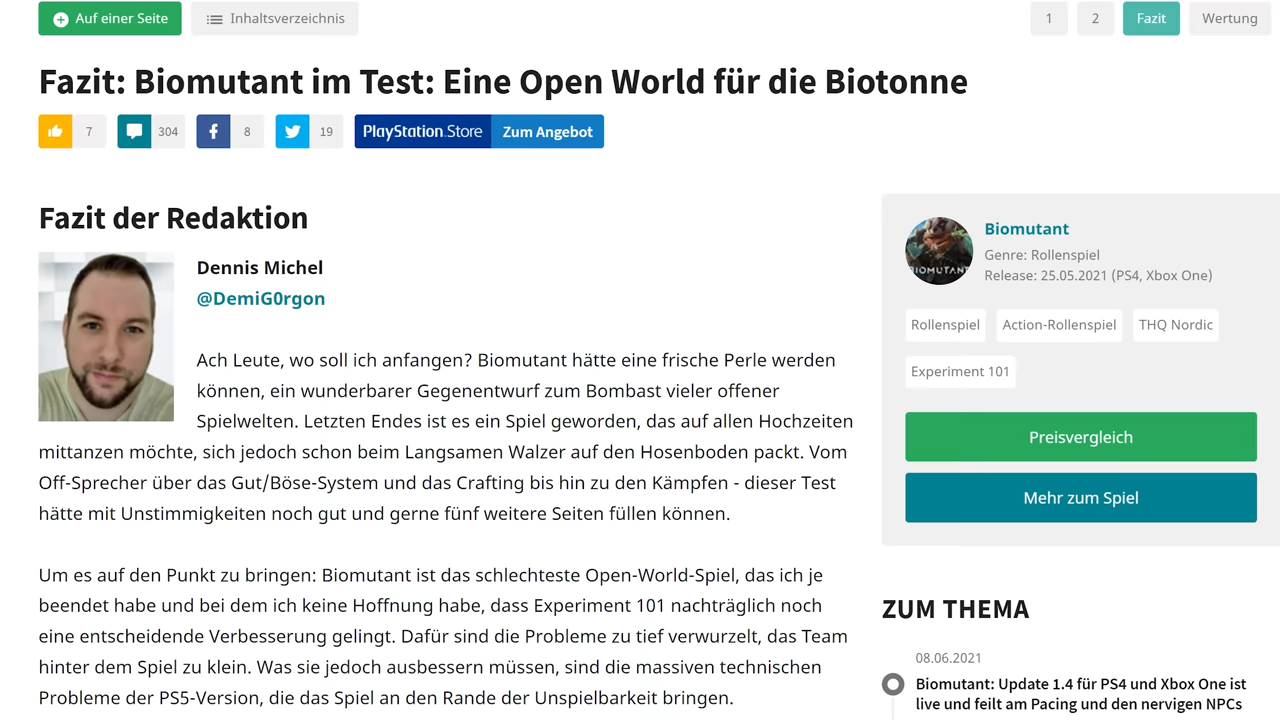 Auf einer Seite
Inhaltsverzeichnis
1
2
Fazit
Wertung
Fazit: Biomutant im Test: Eine Open World für die Biotonne
7
304
8
19
PlayStation Store
Zum Angebot
Fazit der Redaktion
Dennis Michel
@DemiG0rgon
Ach Leute, wo soll ich anfangen? Biomutant hätte eine frische Perle werden
können, ein wunderbarer Gegenentwurf zum Bombast vieler offener
Spielwelten. Letzten Endes ist es ein Spiel geworden, das auf allen Hochzeiten
mittanzen möchte, sich jedoch schon beim Langsamen Walzer auf den Hosenboden packt. Vom
Off-Sprecher über das Gut/Böse-System und das Crafting bis hin zu den Kämpfen - dieser Test
hätte mit Unstimmigkeiten noch gut und gerne fünf weitere Seiten füllen können.
Um es auf den Punkt zu bringen: Biomutant ist das schlechteste Open-World-Spiel, das ich je
beendet habe und bei dem ich keine Hoffnung habe, dass Experiment 101 nachträglich noch
eine entscheidende Verbesserung gelingt. Dafür sind die Probleme zu tief verwurzelt, das Team
hinter dem Spiel zu klein. Was sie jedoch ausbessern müssen, sind die massiven technischen
Probleme der PS5-Version, die das Spiel an den Rande der Unspielbarkeit bringen.
BIOMUTANT
Biomutant
Genre: Rollenspiel
Release: 25.05.2021 (PS4, Xbox One)
Rollenspiel
Action-Rollenspiel
THQ Nordic
Experiment 101
Preisvergleich
Mehr zum Spiel
ZUM THEMA
08.06.2021
Biomutant: Update 1.4 für PS4 und Xbox One ist
live und feilt am Pacing und den nervigen NPCs